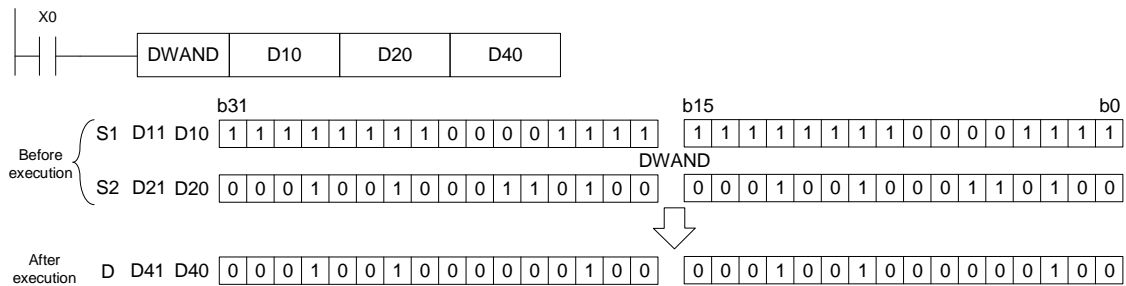 X0
DWAND D10 D20 D40
b31 b15 b0
S1 D11 D10 1 1 1 1 1 1 1 1 0 0 0 0 1 1 1 1 1 1 1 1 1 1 1 1 0 0 0 0 1 1 1 1
Before execution
DWAND
S2 D21 D20 0 0 0 1 0 0 1 0 0 0 1 1 0 1 0 0 0 0 0 1 0 0 1 0 0 0 1 1 0 1 0 0
After execution
D D41 D40 0 0 0 1 0 0 1 0 0 0 0 0 0 1 0 0 0 0 0 1 0 0 1 0 0 0 0 0 0 1 0 0